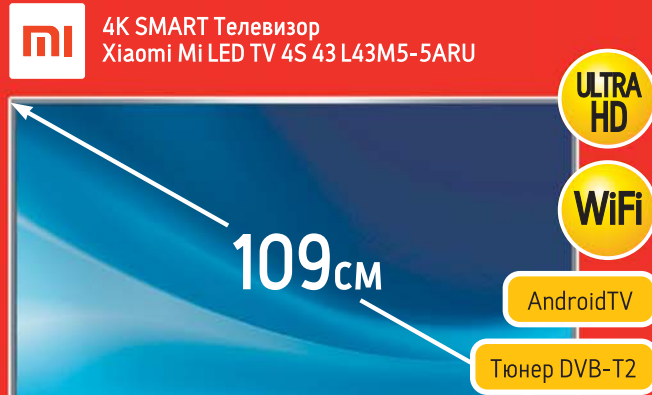 mi
4K SMART Телевизор
Xiaomi Mi LED TV 4S 43 L43M5-5ARU
ULTRA
HD
WiFi
109см
AndroidTV
Тюнер DVB-T2